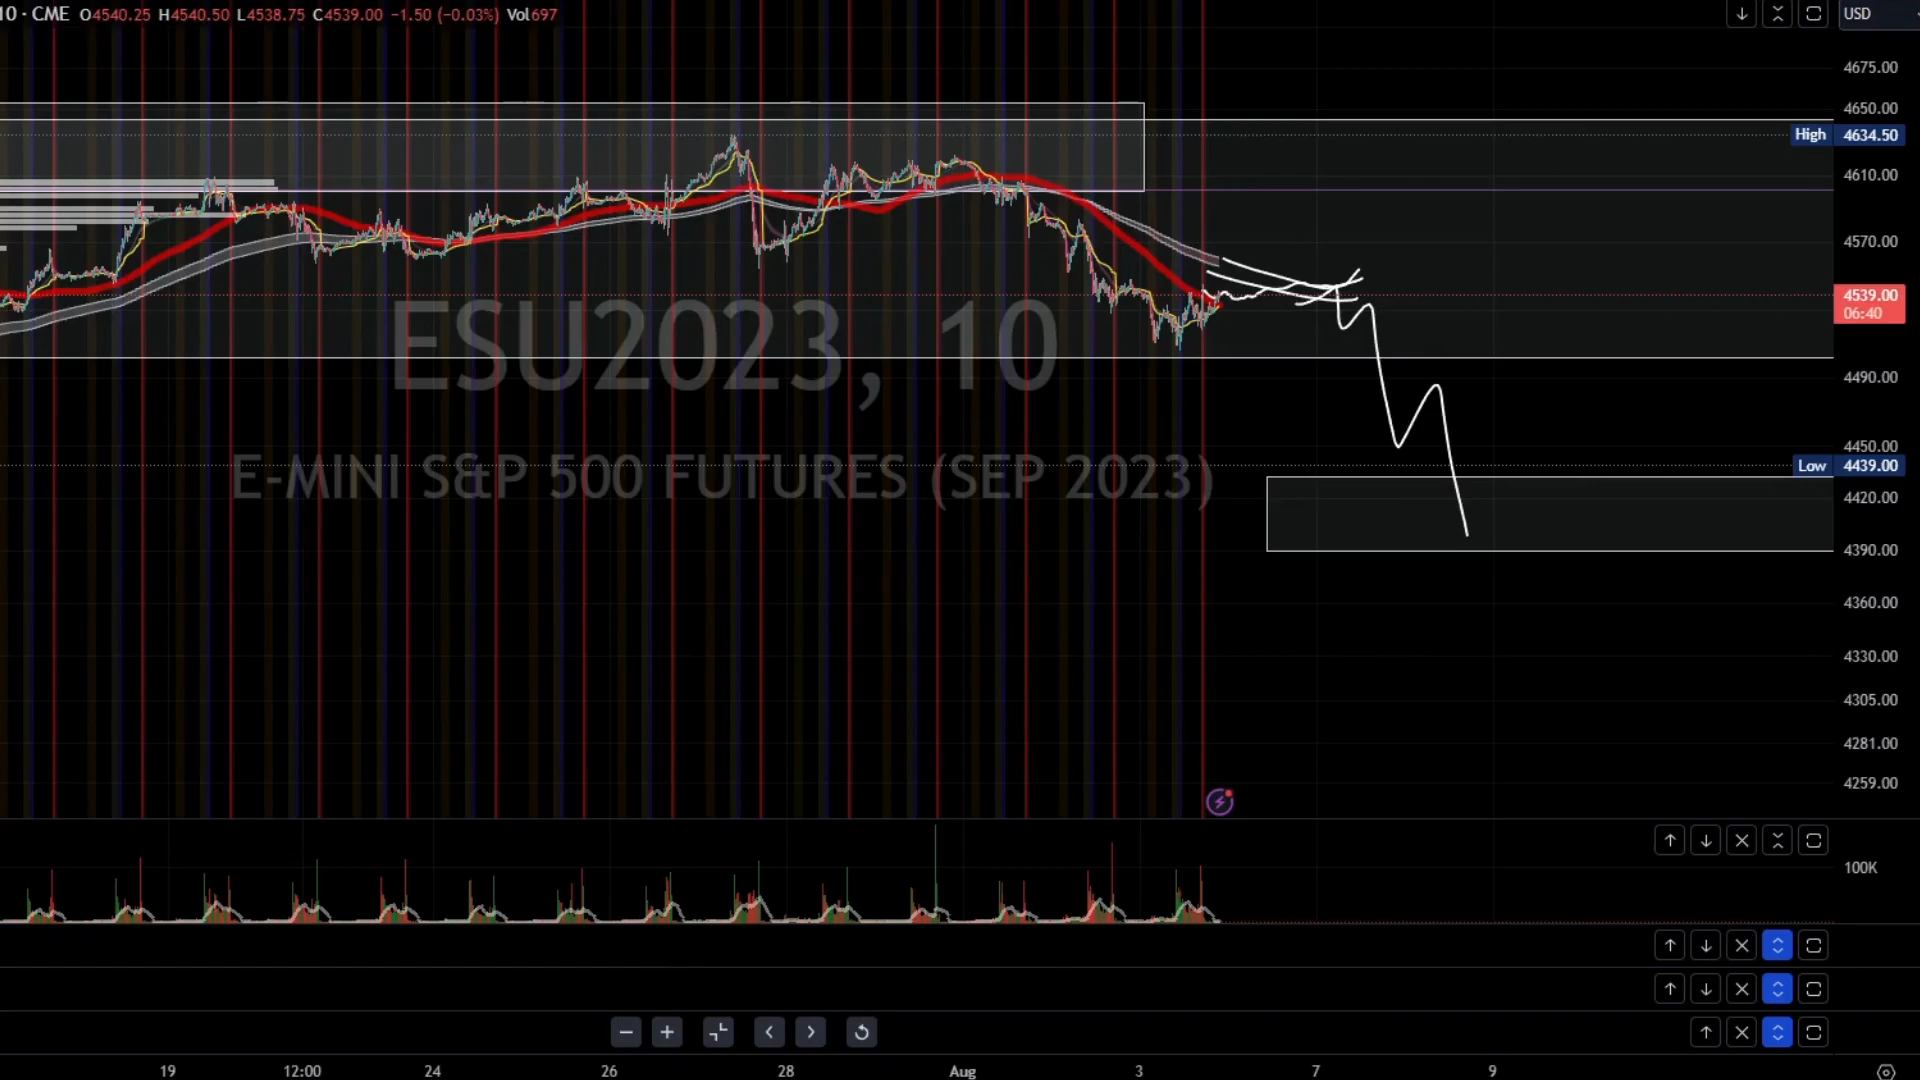 10 · CME O4540.25 H4540.50 L4538.75 C4539.00 −1.50 (−0.03%) Vol697
USD
4675.00
4650.00
High 4634.50
4610.00
4570.00
4539.00
06:40
4490.00
4450.00
Low 4439.00
4420.00
4390.00
4360.00
4330.00
4305.00
4281.00
4259.00
ESU2023, 10
E-MINI S&P 500 FUTURES (SEP 2023)
100K
19 12:00 24 26 28 Aug 3 7 9